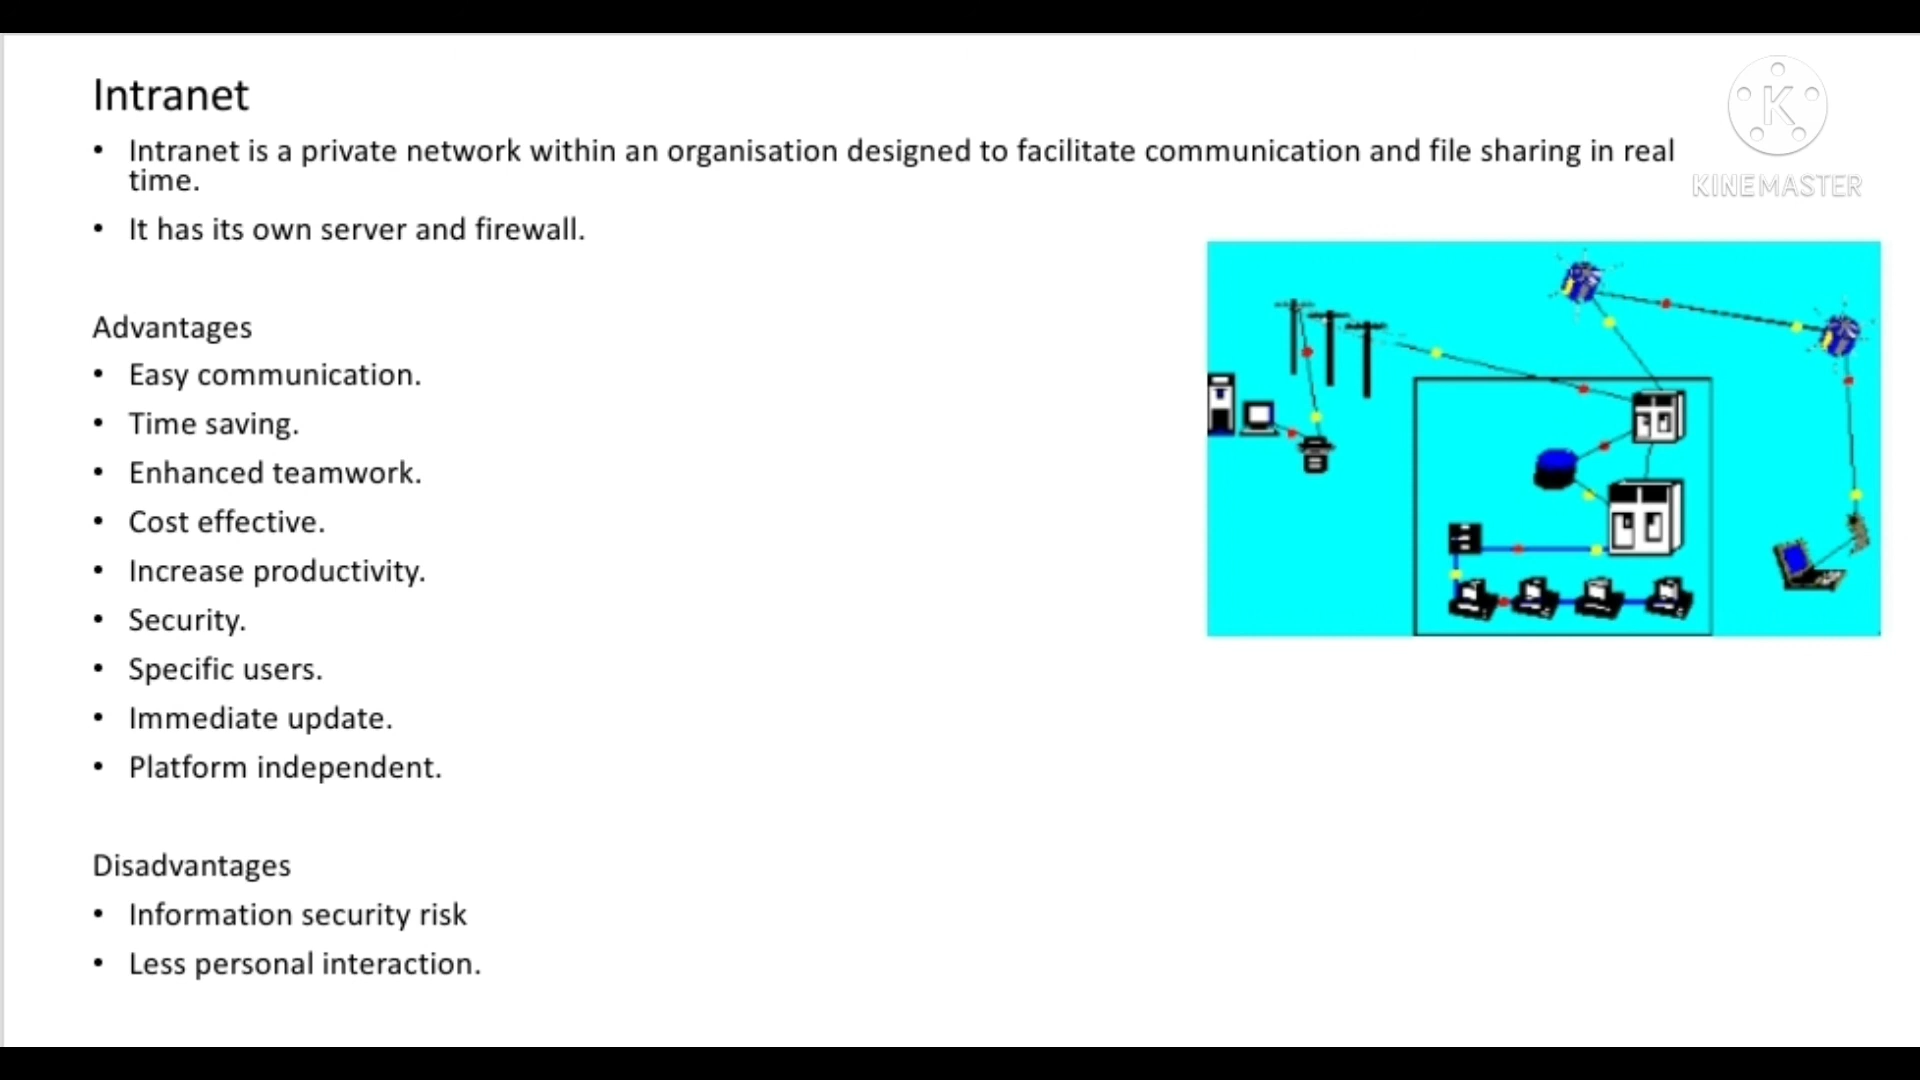 Intranet
• Intranet is a private network within an organisation designed to facilitate communication and file sharing in real
time.
• It has its own server and firewall.
Advantages
• Easy communication.
• Time saving.
• Enhanced teamwork.
• Cost effective.
• Increase productivity.
• Security.
• Specific users.
• Immediate update.
• Platform independent.
Disadvantages
• Information security risk
• Less personal interaction.
K
KINEMASTER